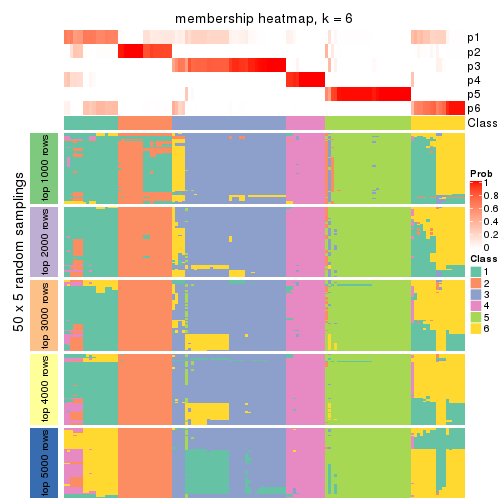 membership heatmap, k = 6
p1
p2
p3
p4
p5
p6
Class
50 x 5 random samplings
top 1000 rows
top 2000 rows
top 3000 rows
top 4000 rows
top 5000 rows
Prob
1
0.8
0.6
0.4
0.2
0
Class
1
2
3
4
5
6